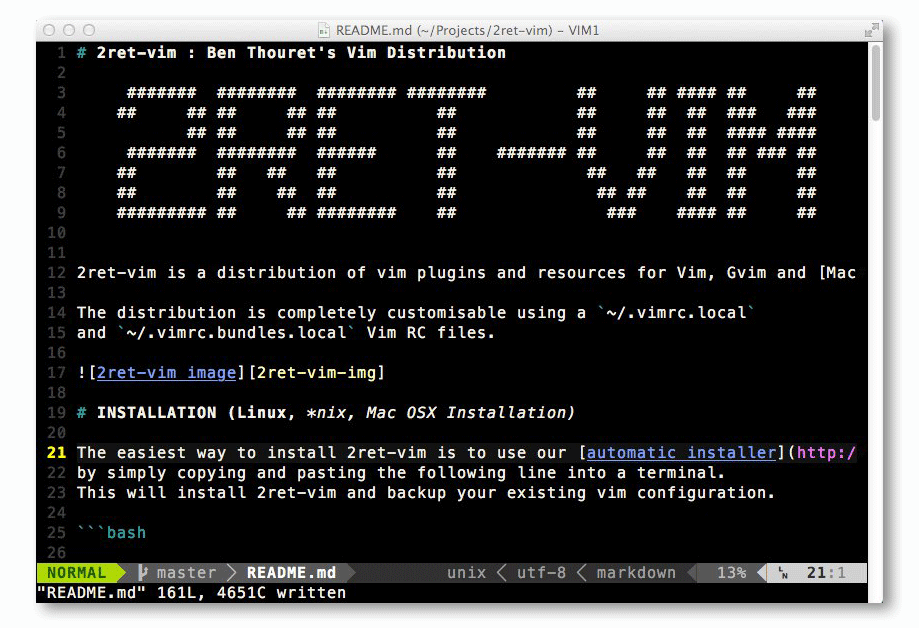 README.md (~/Projects/2ret-vim) – VIM1
1 # 2ret-vim : Ben Thouret's Vim Distribution
2
3      #######  ########  ######## ########         ##     ## #### ##     ##
4     ##     ## ##     ## ##          ##            ##     ##  ##  ###   ###
5            ## ##     ## ##          ##            ##     ##  ##  #### ####
6      #######  ########  ######      ##    ####### ##     ##  ##  ## ### ##
7     ##        ##   ##   ##          ##             ##   ##   ##  ##     ##
8     ##        ##    ##  ##          ##              ## ##    ##  ##     ##
9     ######### ##     ## ########    ##               ###    #### ##     ##
10
11
12 2ret-vim is a distribution of vim plugins and resources for Vim, Gvim and [Mac
13
14 The distribution is completely customisable using a `~/.vimrc.local`
15 and `~/.vimrc.bundles.local` Vim RC files.
16
17 ![2ret-vim image][2ret-vim-img]
18
19 # INSTALLATION (Linux, *nix, Mac OSX Installation)
20
21 The easiest way to install 2ret-vim is to use our [automatic installer](http:/
22 by simply copying and pasting the following line into a terminal.
23 This will install 2ret-vim and backup your existing vim configuration.
24
25 ```bash
26
NORMAL master README.md unix utf-8 markdown 13% LN 21:1
"README.md" 161L, 4651C written